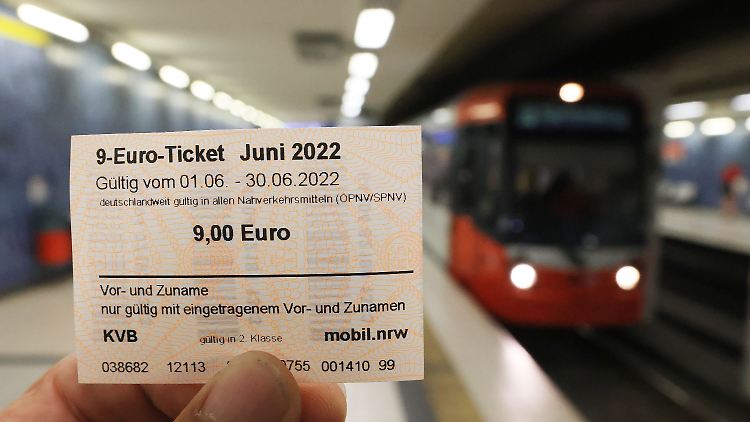 9-Euro-Ticket Juni 2022
Gültig vom 01.06. - 30.06.2022
deutschlandweit gültig in allen Nahverkehrsmitteln (ÖPNV/SPNV)
9,00 Euro
Vor- und Zuname
nur gültig mit eingetragenem Vor- und Zunamen
KVB gültig in 2. Klasse mobil.nrw
038682 12113 0755 001410 99